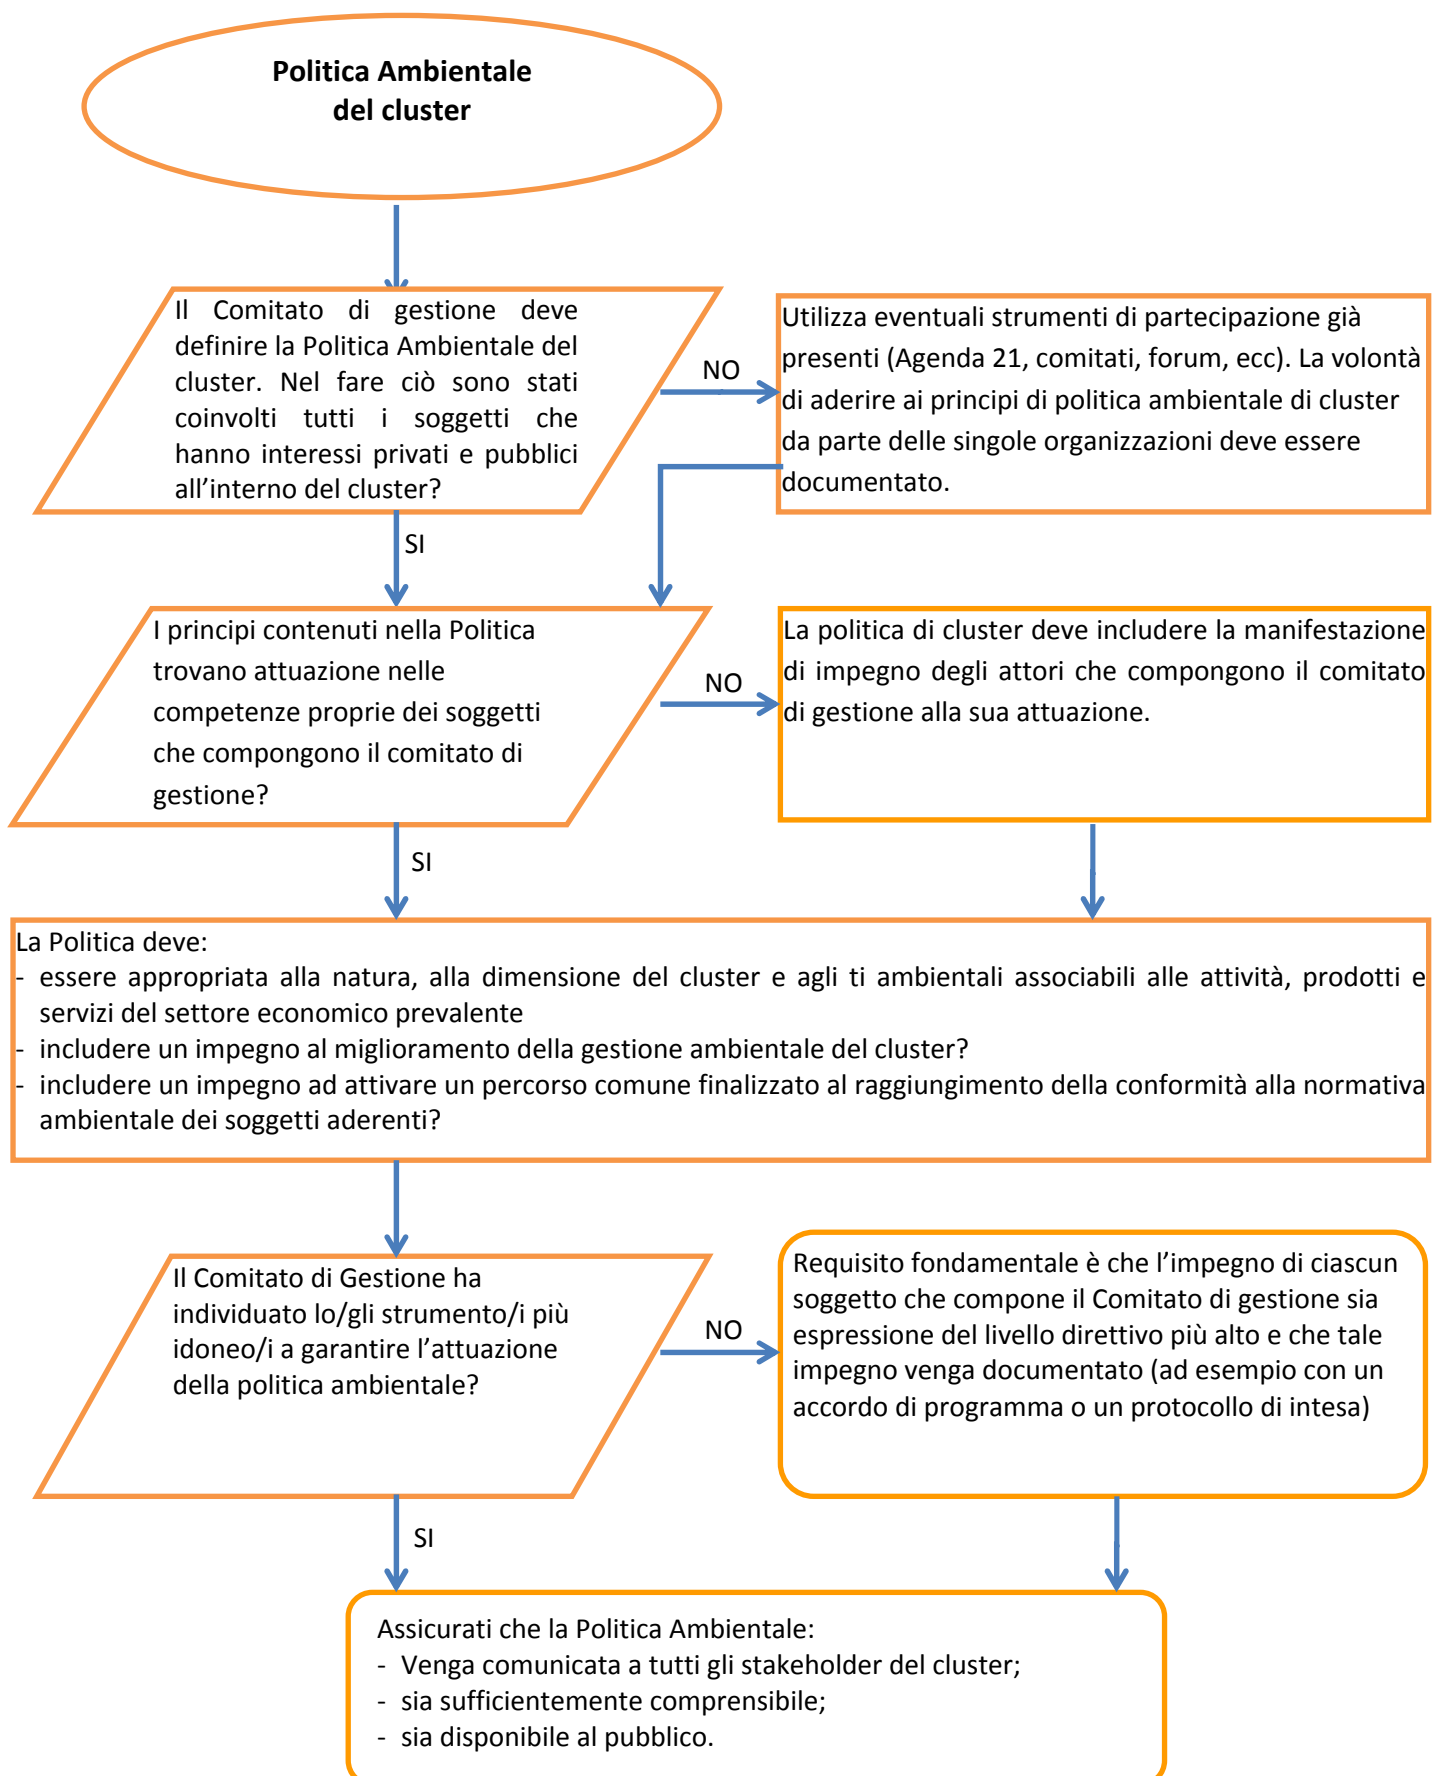 Politica Ambientale
del cluster
Il Comitato di gestione deve
definire la Politica Ambientale del
cluster. Nel fare ciò sono stati
coinvolti tutti i soggetti che
hanno interessi privati e pubblici
all’interno del cluster?
NO
Utilizza eventuali strumenti di partecipazione già
presenti (Agenda 21, comitati, forum, ecc). La volontà
di aderire ai principi di politica ambientale di cluster
da parte delle singole organizzazioni deve essere
documentato.
SI
I principi contenuti nella Politica
trovano attuazione nelle
competenze proprie dei soggetti
che compongono il comitato di
gestione?
NO
La politica di cluster deve includere la manifestazione
di impegno degli attori che compongono il comitato
di gestione alla sua attuazione.
SI
La Politica deve:
- essere appropriata alla natura, alla dimensione del cluster e agli ti ambientali associabili alle attività, prodotti e
servizi del settore economico prevalente
- includere un impegno al miglioramento della gestione ambientale del cluster?
- includere un impegno ad attivare un percorso comune finalizzato al raggiungimento della conformità alla normativa
ambientale dei soggetti aderenti?
Il Comitato di Gestione ha
individuato lo/gli strumento/i più
idoneo/i a garantire l’attuazione
della politica ambientale?
NO
Requisito fondamentale è che l’impegno di ciascun
soggetto che compone il Comitato di gestione sia
espressione del livello direttivo più alto e che tale
impegno venga documentato (ad esempio con un
accordo di programma o un protocollo di intesa)
SI
Assicurati che la Politica Ambientale:
- Venga comunicata a tutti gli stakeholder del cluster;
- sia sufficientemente comprensibile;
- sia disponibile al pubblico.